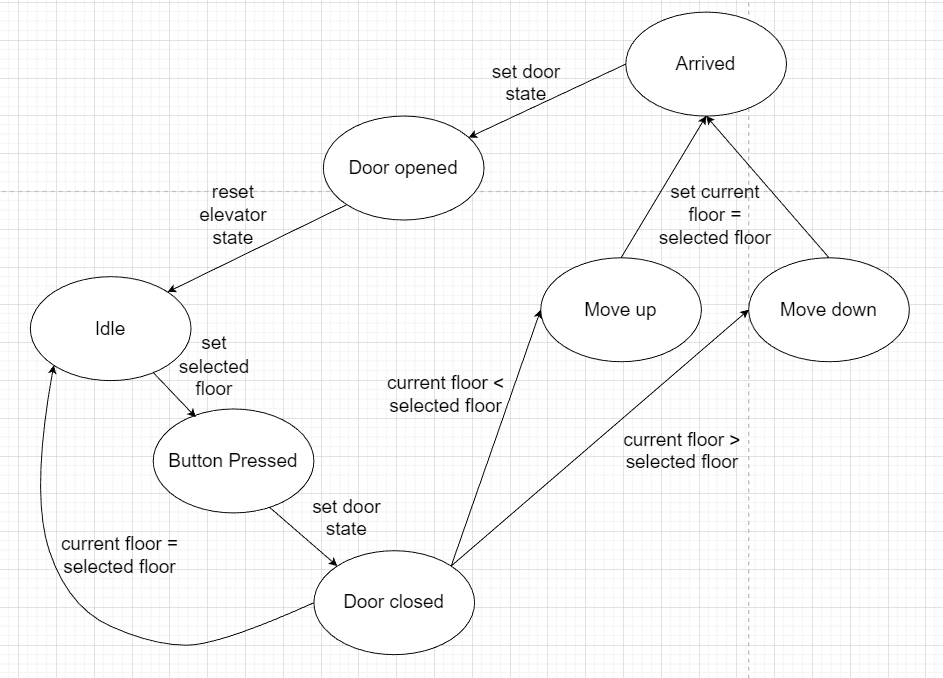 Arrived
set door
state
Door opened
reset
elevator
state
set current
floor =
selected floor
Move up
Move down
Idle
set
selected
floor
current floor <
selected floor
current floor >
selected floor
Button Pressed
set door
state
current floor =
selected floor
Door closed